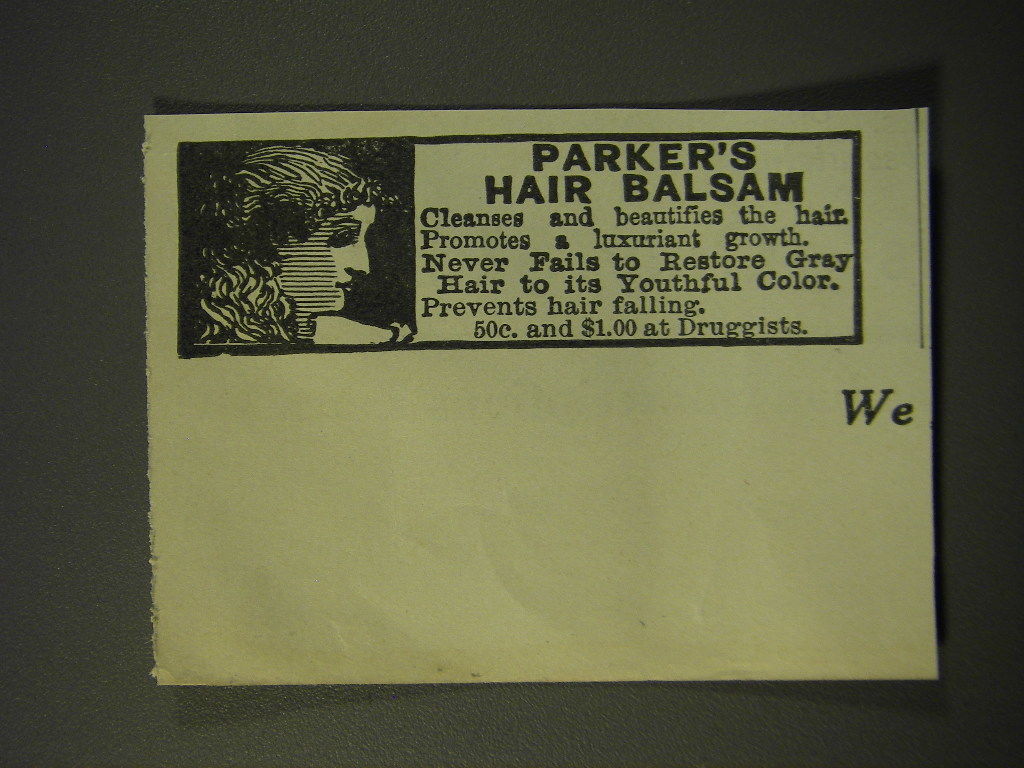 PARKER'S
HAIR BALSAM
Cleanses and beautifies the hair.
Promotes a luxuriant growth.
Never Fails to Restore Gray
Hair to its Youthful Color.
Prevents hair falling.
50c. and $1.00 at Druggists.
We